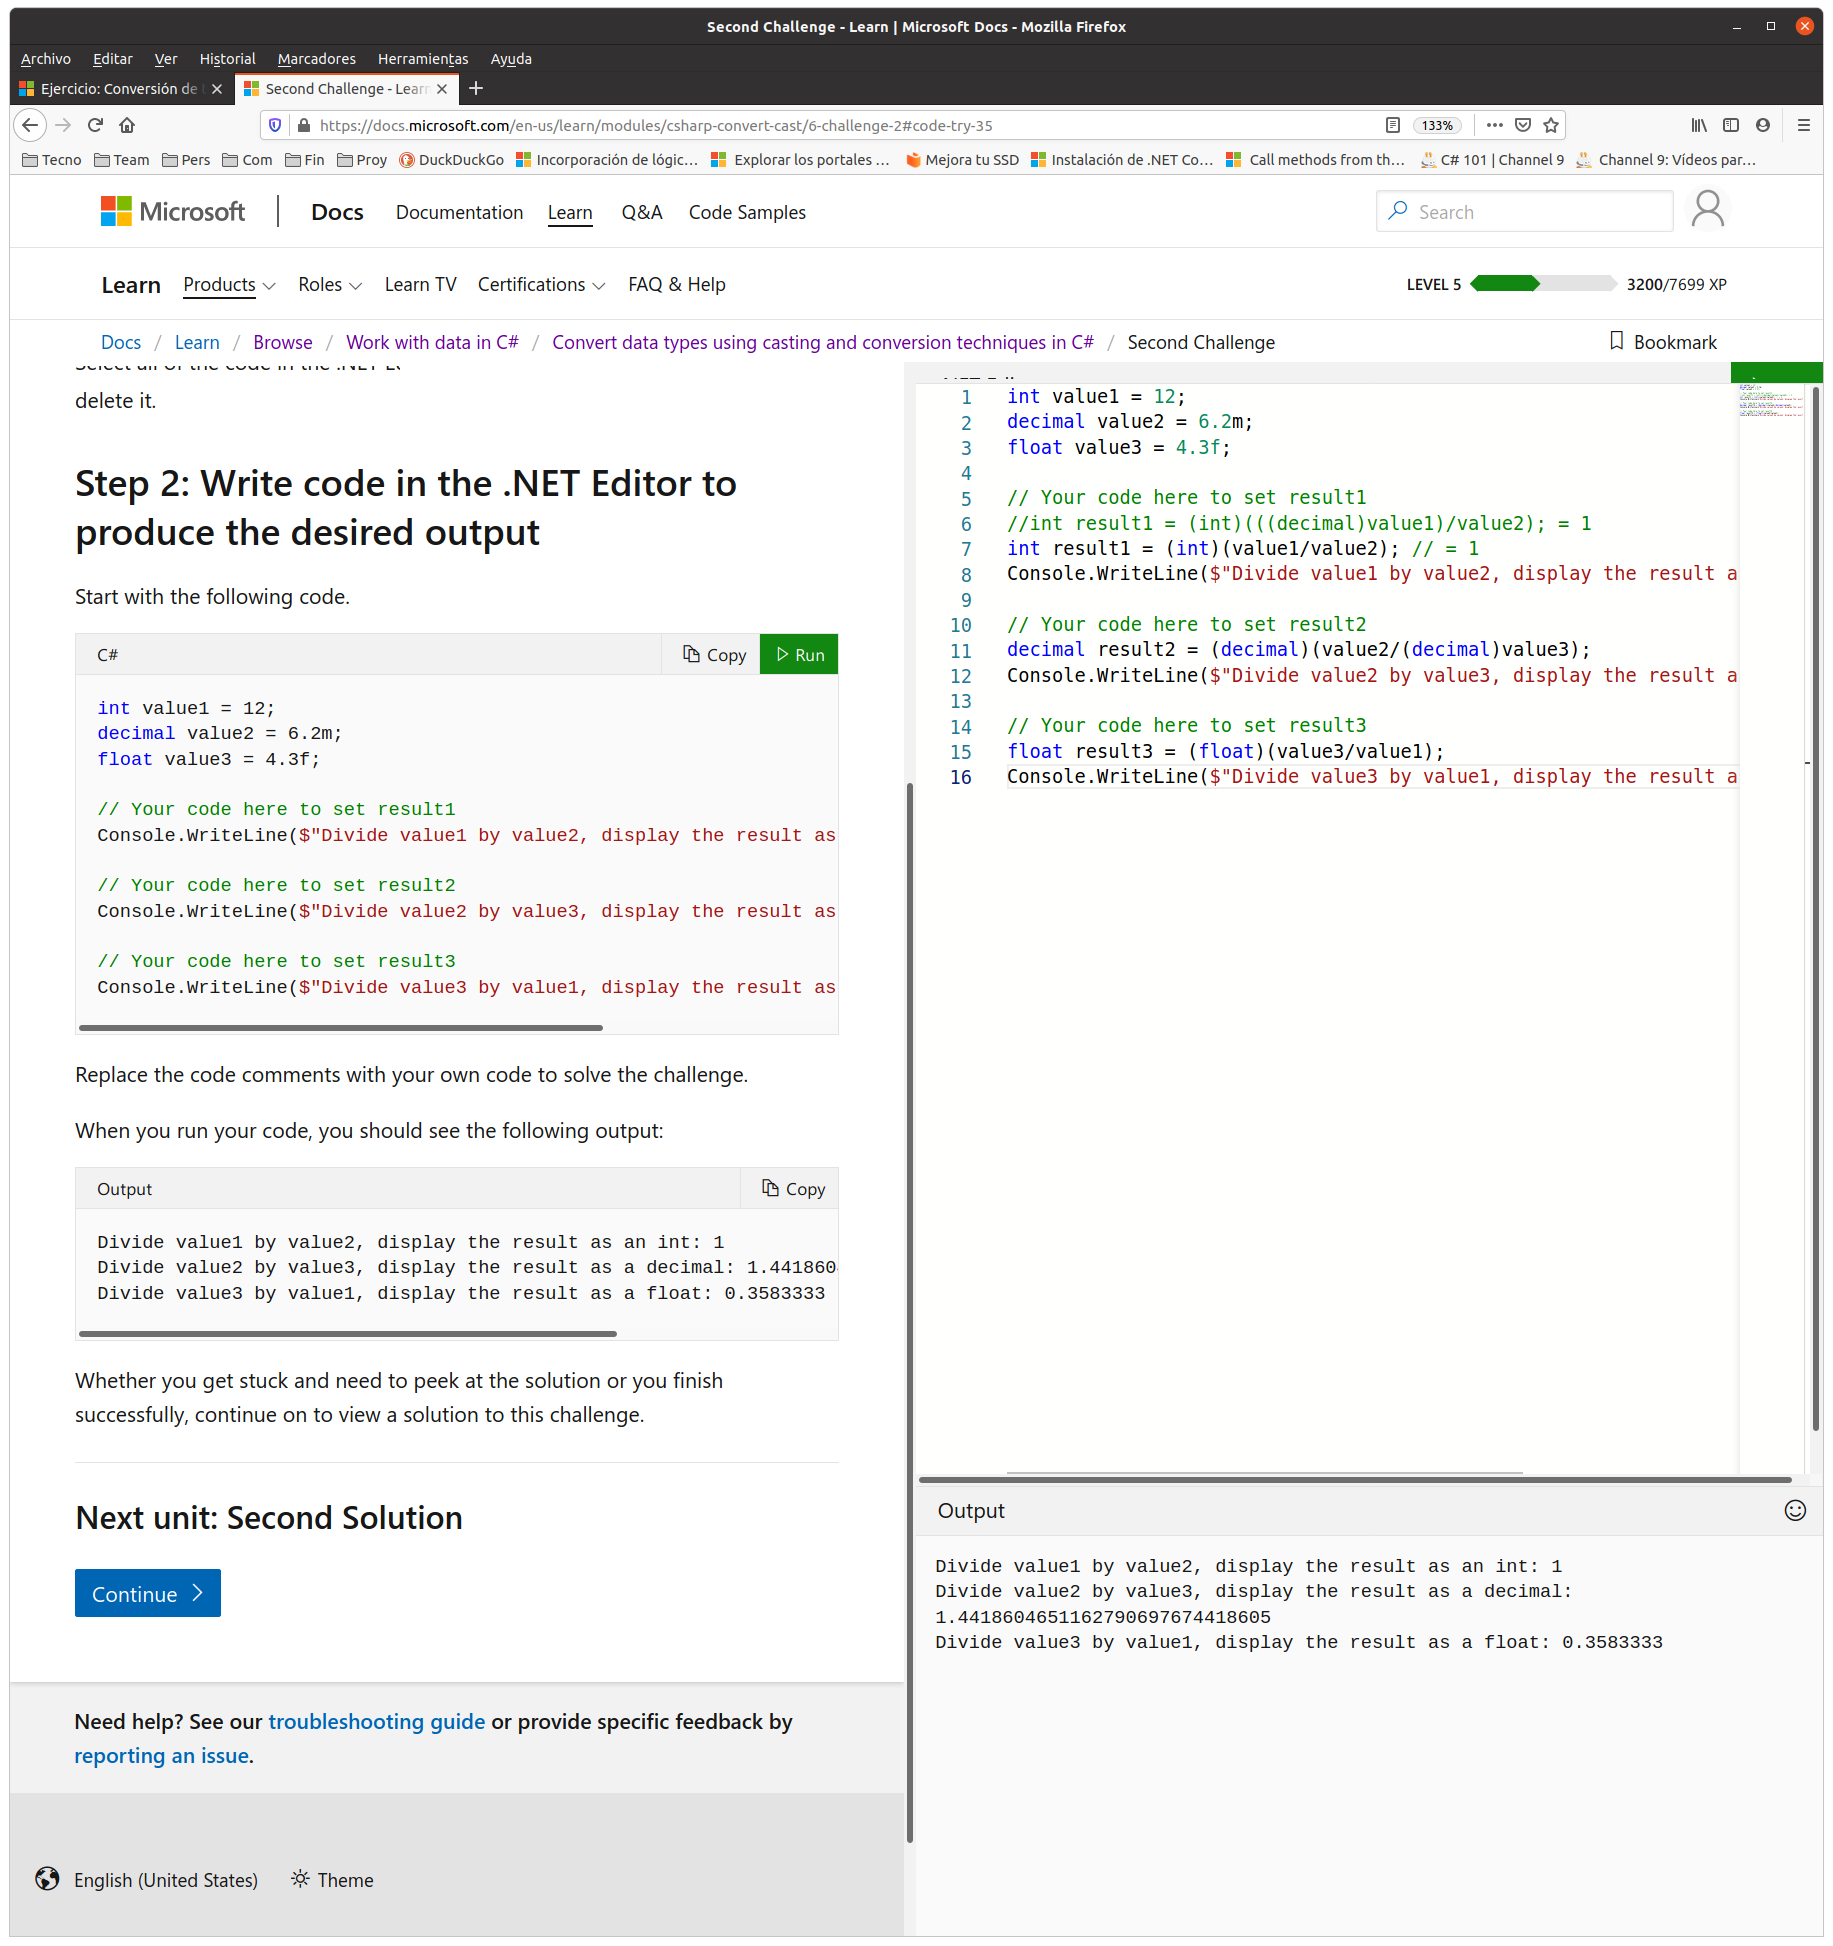 Second Challenge - Learn | Microsoft Docs - Mozilla Firefox
Archivo Editar Ver Historial Marcadores Herramientas Ayuda
Ejercicio: Conversión de
Second Challenge - Learn
https://docs.microsoft.com/en-us/learn/modules/csharp-convert-cast/6-challenge-2#code-try-35
133%
Tecno Team Pers Com Fin Proy DuckDuckGo Incorporación de lógic... Explorar los portales ... Mejora tu SSD Instalación de .NET Co... Call methods from th... C# 101 | Channel 9 Channel 9: Vídeos par...
Microsoft Docs Documentation Learn Q&A Code Samples Search
Learn Products Roles Learn TV Certifications FAQ & Help LEVEL 5 3200/7699 XP
Docs / Learn / Browse / Work with data in C# / Convert data types using casting and conversion techniques in C# / Second Challenge Bookmark
Select all of the code in the .NET
delete it.
Step 2: Write code in the .NET Editor to
produce the desired output
Start with the following code.
C# Copy Run
int value1 = 12;
decimal value2 = 6.2m;
float value3 = 4.3f;
// Your code here to set result1
Console.WriteLine($"Divide value1 by value2, display the result as
// Your code here to set result2
Console.WriteLine($"Divide value2 by value3, display the result as
// Your code here to set result3
Console.WriteLine($"Divide value3 by value1, display the result as
Replace the code comments with your own code to solve the challenge.
When you run your code, you should see the following output:
Output Copy
Divide value1 by value2, display the result as an int: 1
Divide value2 by value3, display the result as a decimal: 1.441860
Divide value3 by value1, display the result as a float: 0.3583333
Whether you get stuck and need to peek at the solution or you finish
successfully, continue on to view a solution to this challenge.
Next unit: Second Solution
Continue
Need help? See our troubleshooting guide or provide specific feedback by
reporting an issue.
English (United States) Theme
1 int value1 = 12;
2 decimal value2 = 6.2m;
3 float value3 = 4.3f;
4
5 // Your code here to set result1
6 //int result1 = (int)(((decimal)value1)/value2); = 1
7 int result1 = (int)(value1/value2); // = 1
8 Console.WriteLine($"Divide value1 by value2, display the result a
9
10 // Your code here to set result2
11 decimal result2 = (decimal)(value2/(decimal)value3);
12 Console.WriteLine($"Divide value2 by value3, display the result a
13
14 // Your code here to set result3
15 float result3 = (float)(value3/value1);
16 Console.WriteLine($"Divide value3 by value1, display the result a
Output
Divide value1 by value2, display the result as an int: 1
Divide value2 by value3, display the result as a decimal:
1.4418604651162790697674418605
Divide value3 by value1, display the result as a float: 0.3583333